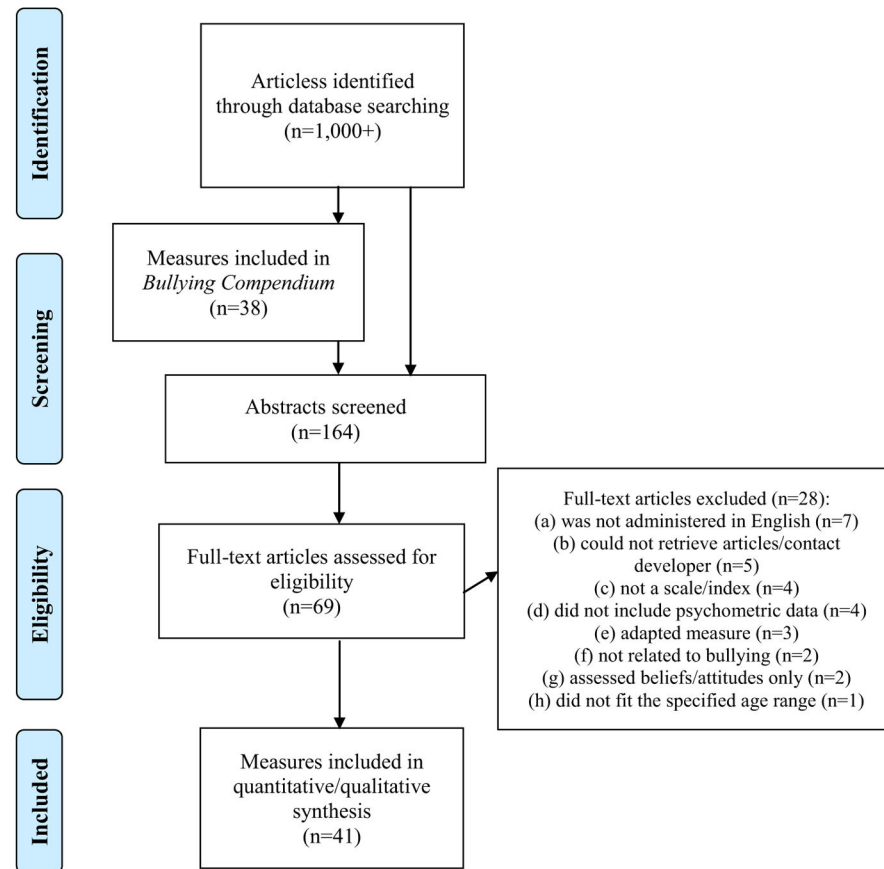 Identification
Articless identified
through database searching
(n=1,000+)
Measures included in
Bullying Compendium
(n=38)
Screening
Abstracts screened
(n=164)
Eligibility
Full-text articles assessed for
eligibility
(n=69)
Full-text articles excluded (n=28):
(a) was not administered in English (n=7)
(b) could not retrieve articles/contact
developer (n=5)
(c) not a scale/index (n=4)
(d) did not include psychometric data (n=4)
(e) adapted measure (n=3)
(f) not related to bullying (n=2)
(g) assessed beliefs/attitudes only (n=2)
(h) did not fit the specified age range (n=1)
Included
Measures included in
quantitative/qualitative
synthesis
(n=41)